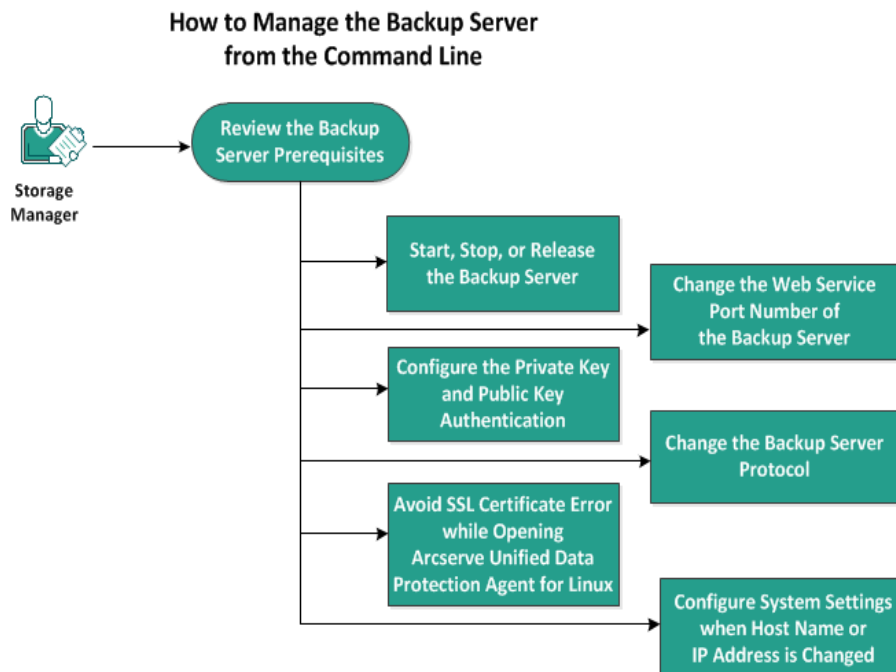 How to Manage the Backup Server
from the Command Line
Storage
Manager
Review the Backup
Server Prerequisites
Start, Stop, or Release
the Backup Server
Change the Web Service
Port Number of
the Backup Server
Configure the Private Key
and Public Key
Authentication
Change the Backup Server
Protocol
Avoid SSL Certificate Error
while Opening
Arcserve Unified Data
Protection Agent for Linux
Configure System Settings
when Host Name or
IP Address is Changed